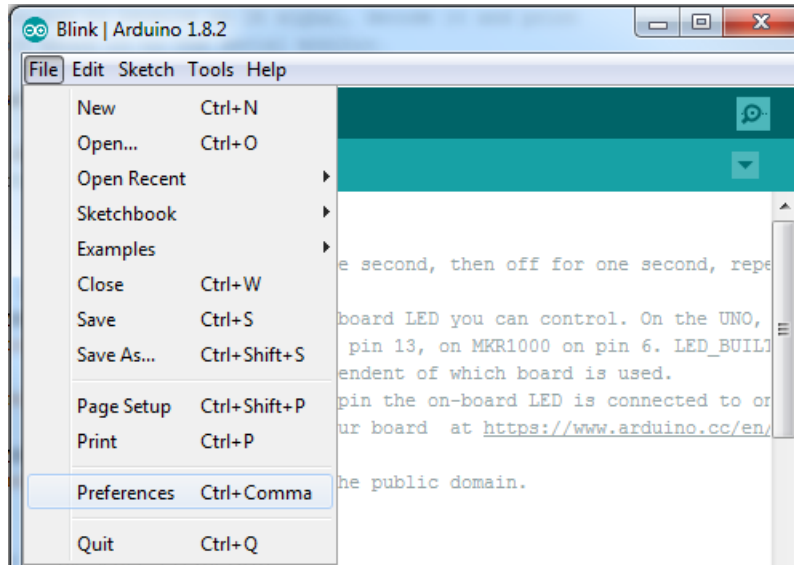 Blink | Arduino 1.8.2
File Edit Sketch Tools Help
New Ctrl+N
Open... Ctrl+O
Open Recent
Sketchbook
Examples
Close Ctrl+W
Save Ctrl+S
Save As... Ctrl+Shift+S
Page Setup Ctrl+Shift+P
Print Ctrl+P
Preferences Ctrl+Comma
Quit Ctrl+Q
e second, then off for one second, repe
board LED you can control. On the UNO,
pin 13, on MKR1000 on pin 6. LED_BUILT
endent of which board is used.
pin the on-board LED is connected to on
ur board at https://www.arduino.cc/en/
he public domain.